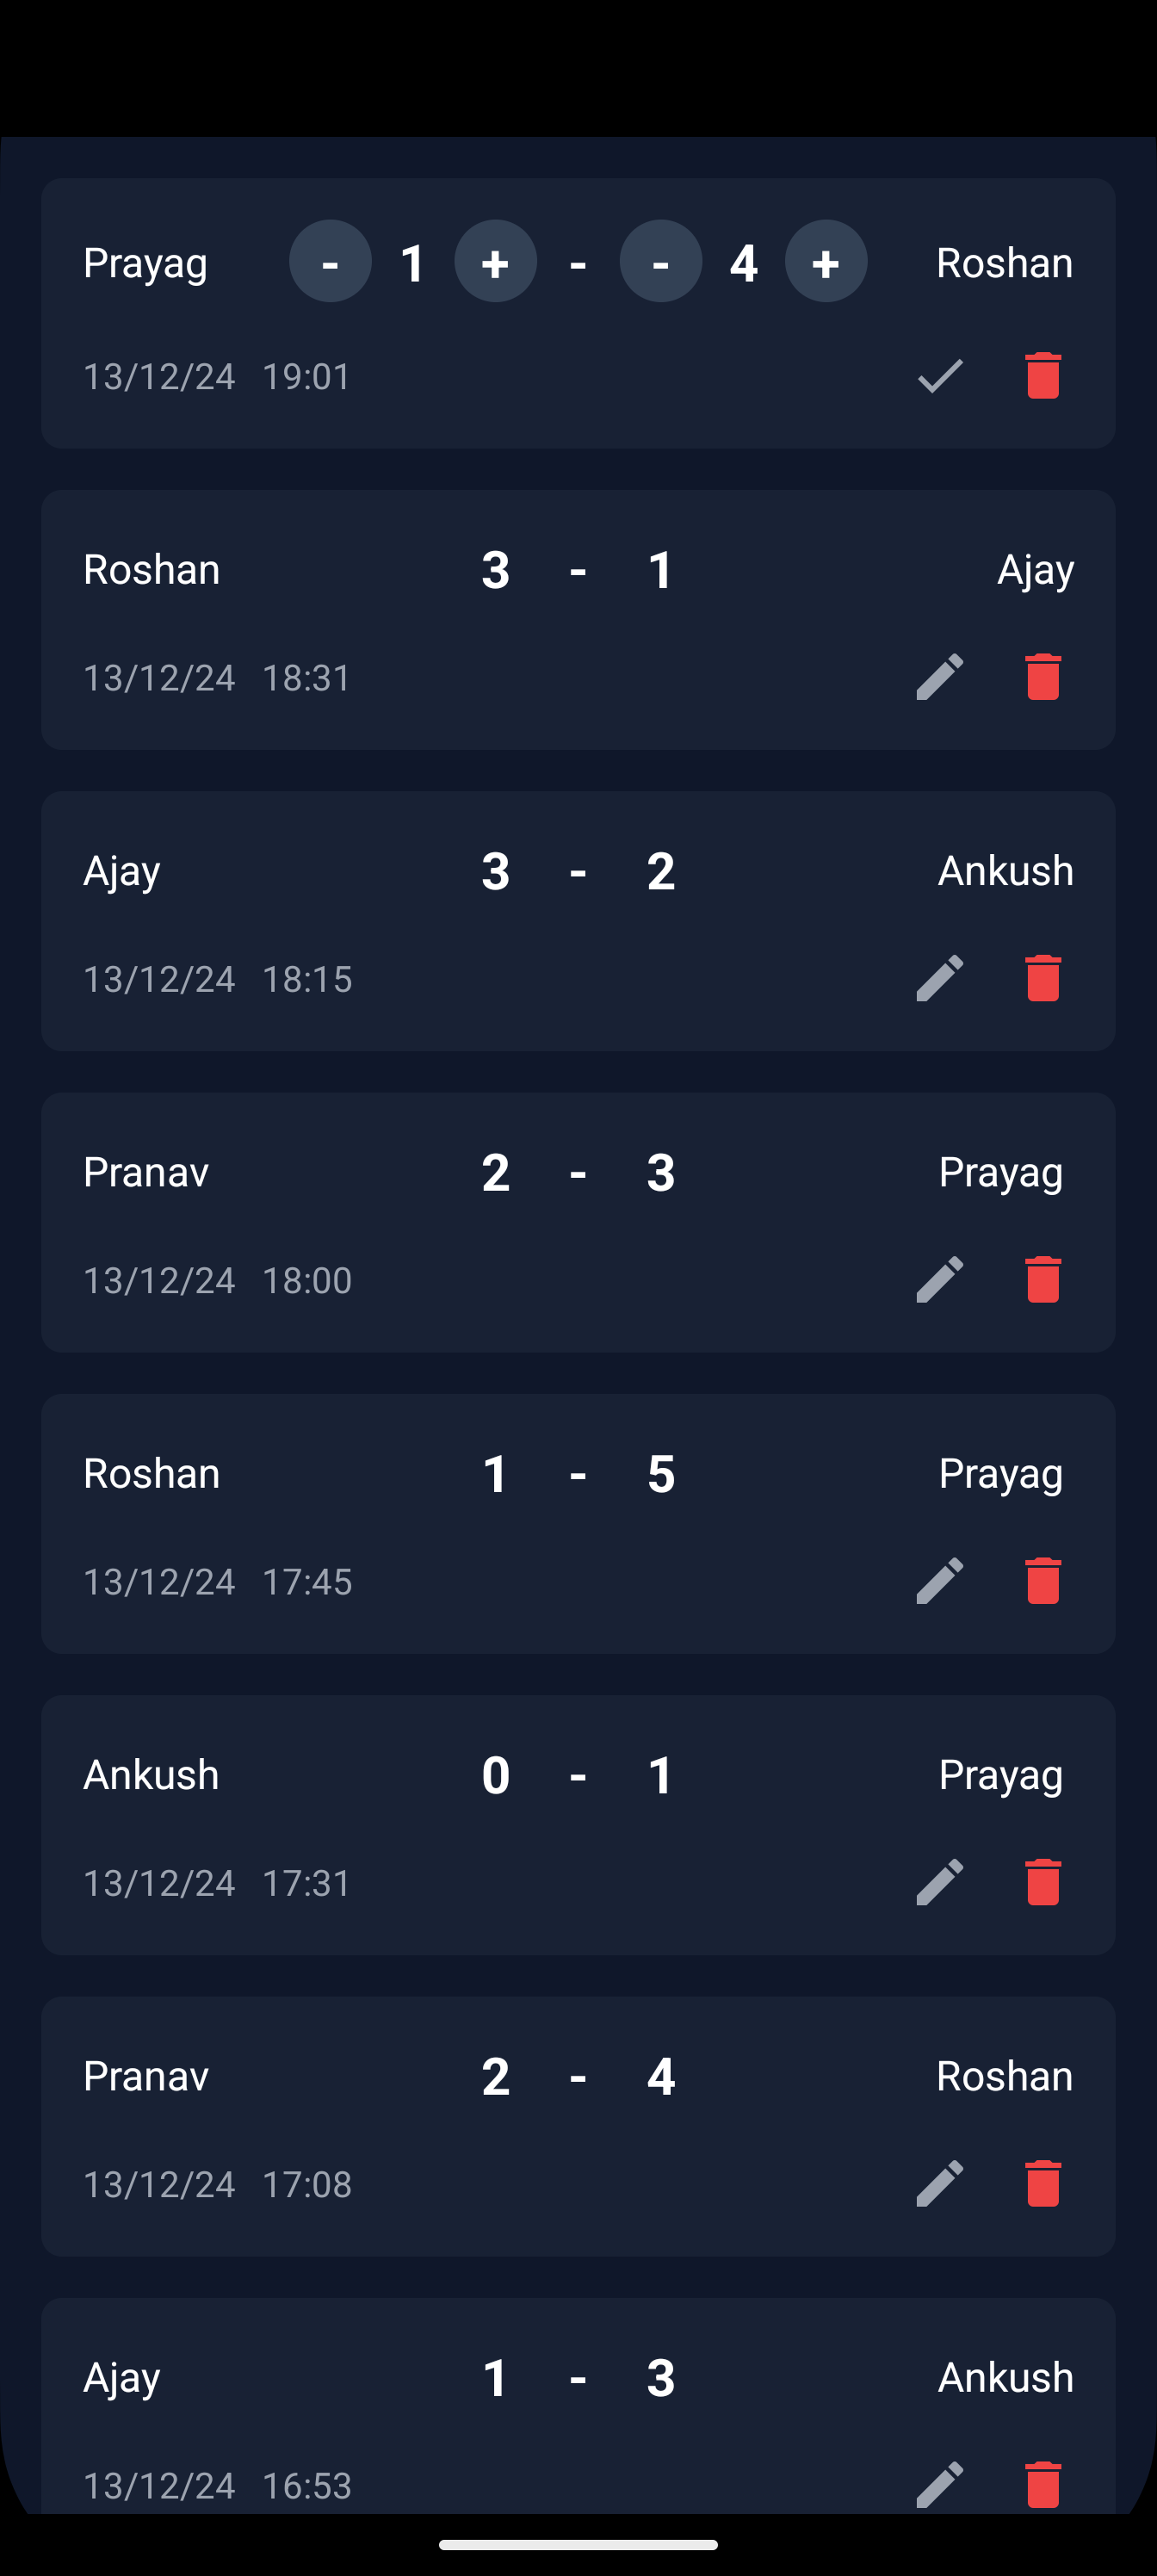 Prayag - 1 + - - 4 + Roshan
13/12/24 19:01
Roshan 3 - 1 Ajay
13/12/24 18:31
Ajay 3 - 2 Ankush
13/12/24 18:15
Pranav 2 - 3 Prayag
13/12/24 18:00
Roshan 1 - 5 Prayag
13/12/24 17:45
Ankush 0 - 1 Prayag
13/12/24 17:31
Pranav 2 - 4 Roshan
13/12/24 17:08
Ajay 1 - 3 Ankush
13/12/24 16:53